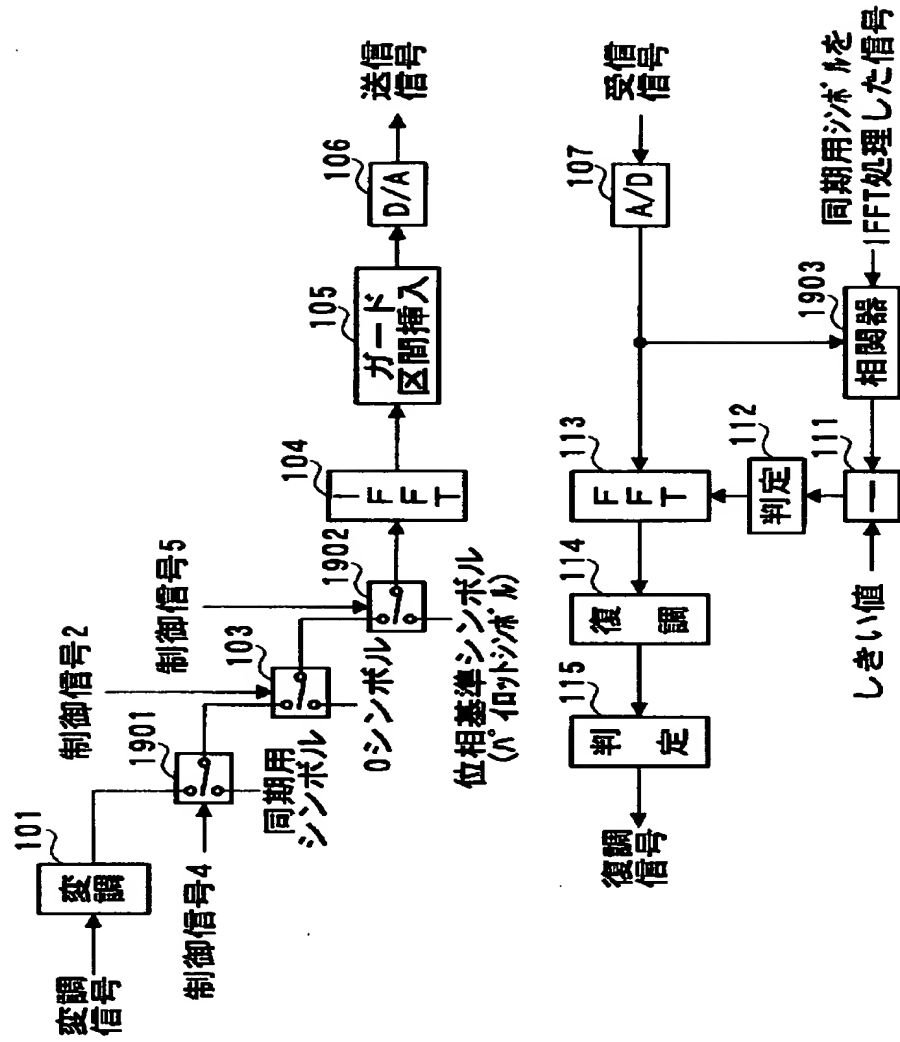 変調
信号
101
変調
制御信号4
1901
同期用
シンボル
制御信号2
103
0シンボル
制御信号5
1902
位相基準シンボル
(パイロットシンボル)
104
IFFT
105
ガード
区間挿入
106
D/A
送信
信号
受信
信号
107
A/D
同期用シンボルを
IFFT処理した信号
1903
相関器
111
−
しきい値
112
判定
113
FFT
114
復調
115
判定
復調
信号